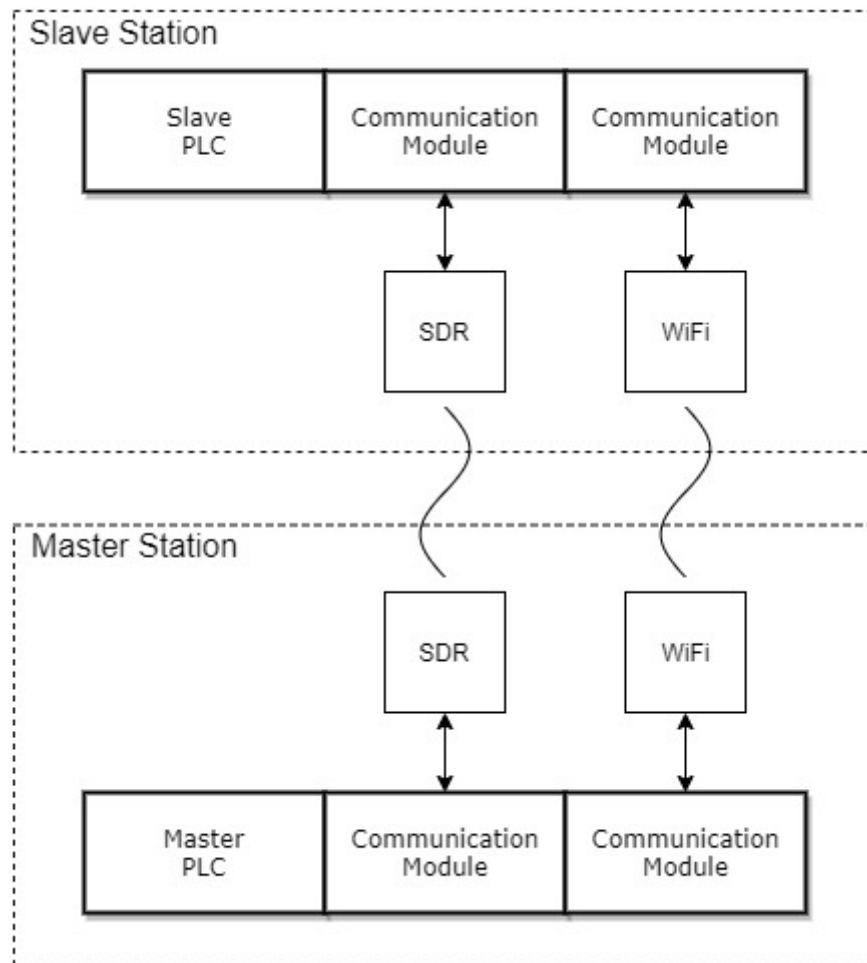 Slave Station
Slave
PLC
Communication
Module
Communication
Module
SDR
WiFi
Master Station
SDR
WiFi
Master
PLC
Communication
Module
Communication
Module